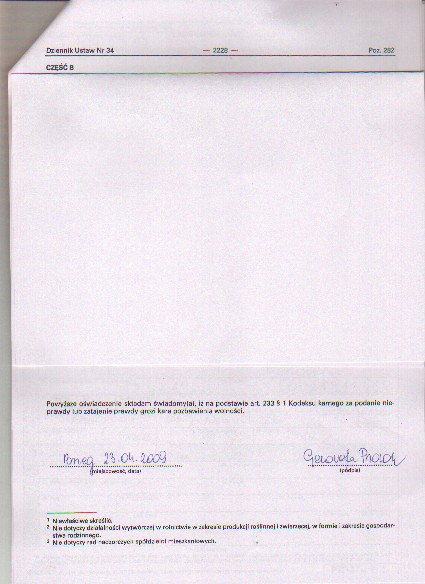 Dziennik Ustaw Nr 34 — 2228 — Poz. 282
CZĘŚĆ B
Powyższe oświadczenie składam świadomy(a), iż na podstawie art. 233 § 1 Kodeksu karnego za podanie nie-
prawdy lub zatajenie prawdy grozi kara pozbawienia wolności.
23.04.2009
(miejscowość, data) (podpis)
1 Niewłaściwe skreślić.
2 Nie dotyczy działalności wytwórczej w rolnictwie w zakresie produkcji roślinnej i zwierzęcej, w formie i zakresie gospodar-
stwa rodzinnego.
3 Nie dotyczy rad nadzorczych spółdzielni mieszkaniowych.